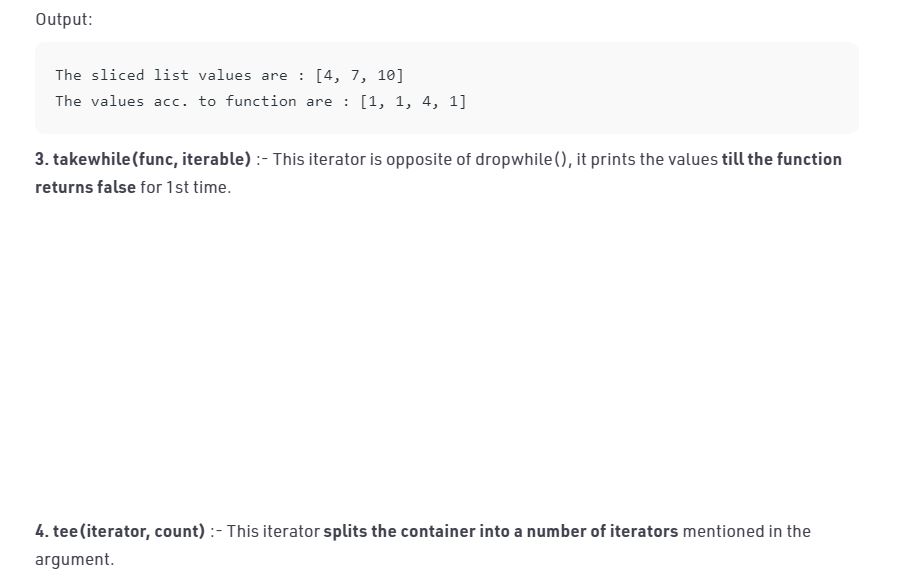 Output:
The sliced list values are : [4, 7, 10]
The values acc. to function are : [1, 1, 4, 1]
3. takewhile(func, iterable) :- This iterator is opposite of dropwhile(), it prints the values till the function
returns false for 1st time.
4. tee(iterator, count) :- This iterator splits the container into a number of iterators mentioned in the
argument.